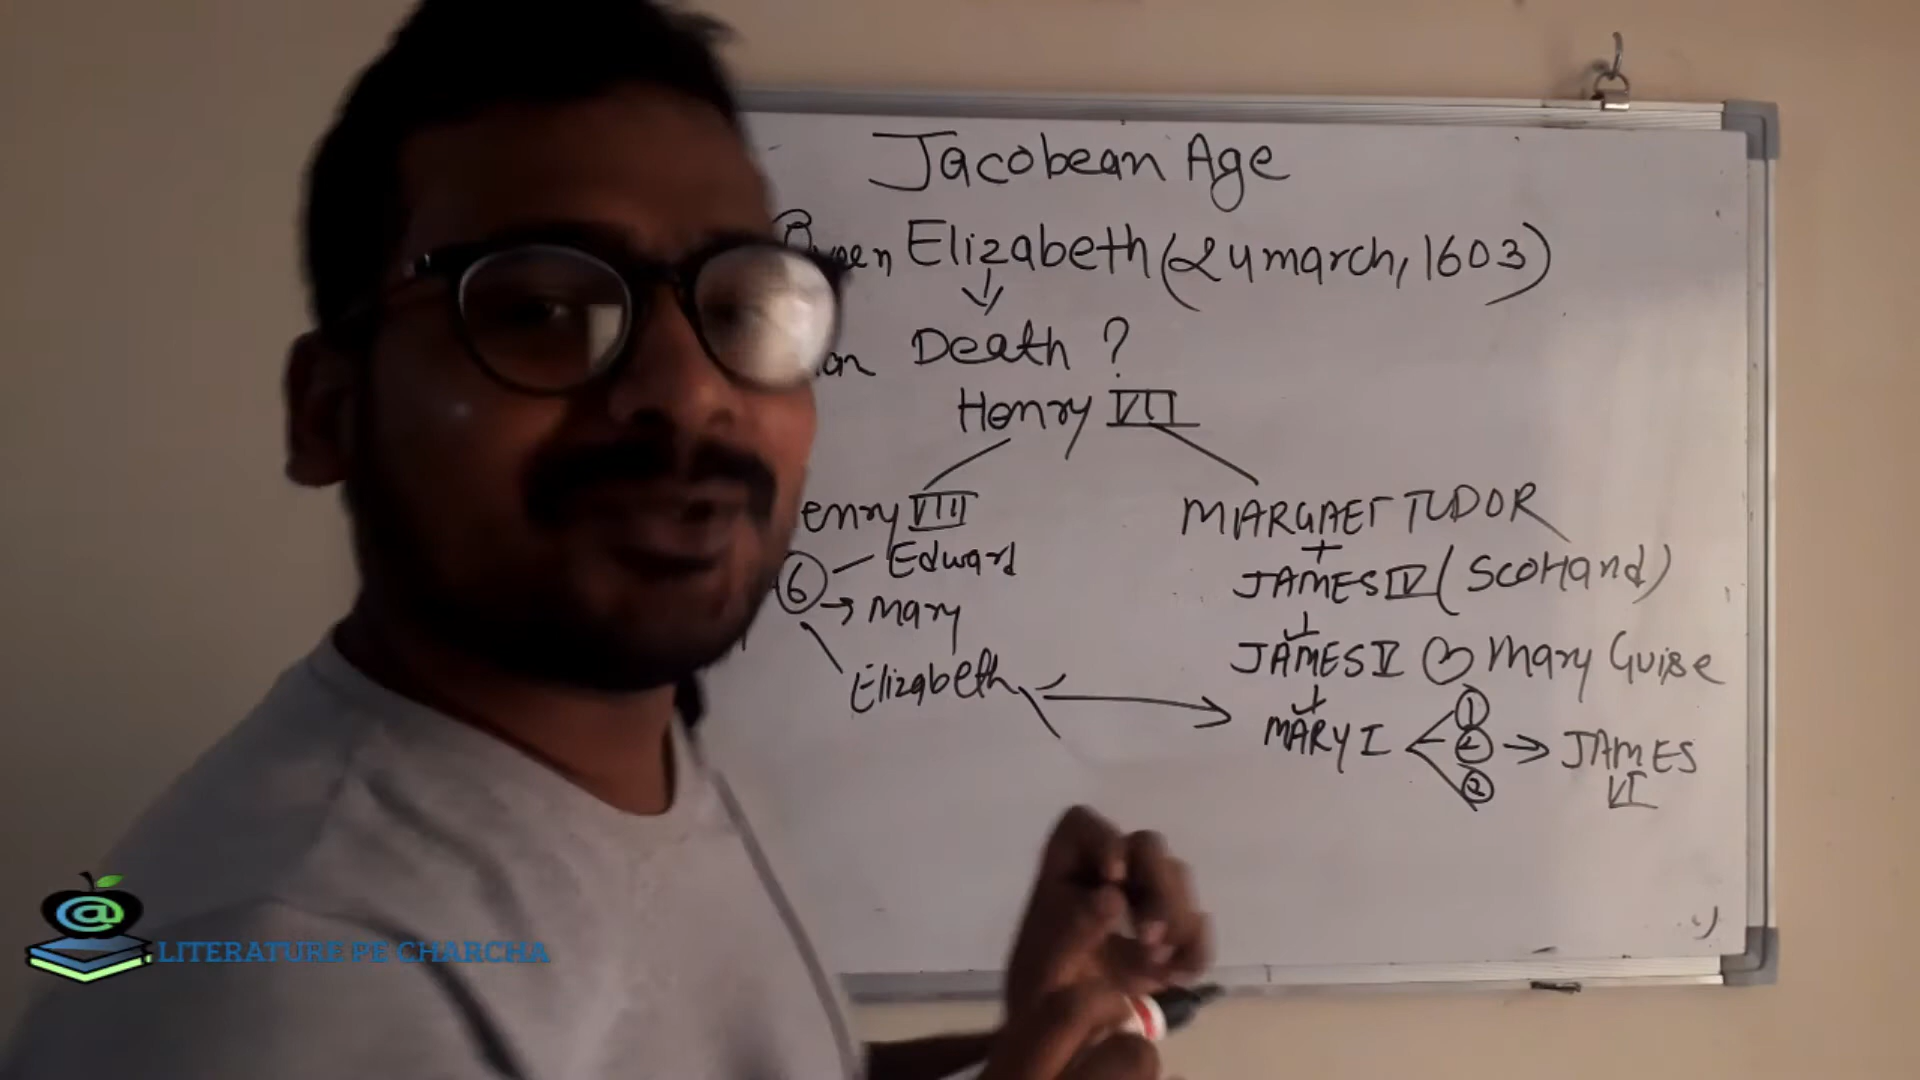 Jacobean Age
Queen Elizabeth (24 march, 1603)
Death ?
Henry VII
enry VIII
MARGAET TUDOR
6 Edward
+
JAMES IV (Scotland)
→ Mary
JAMES V Mary Guise
Elizabeth
MARY I
1
2 → JAMES
VI
3
@ LITERATURE PE CHARCHA